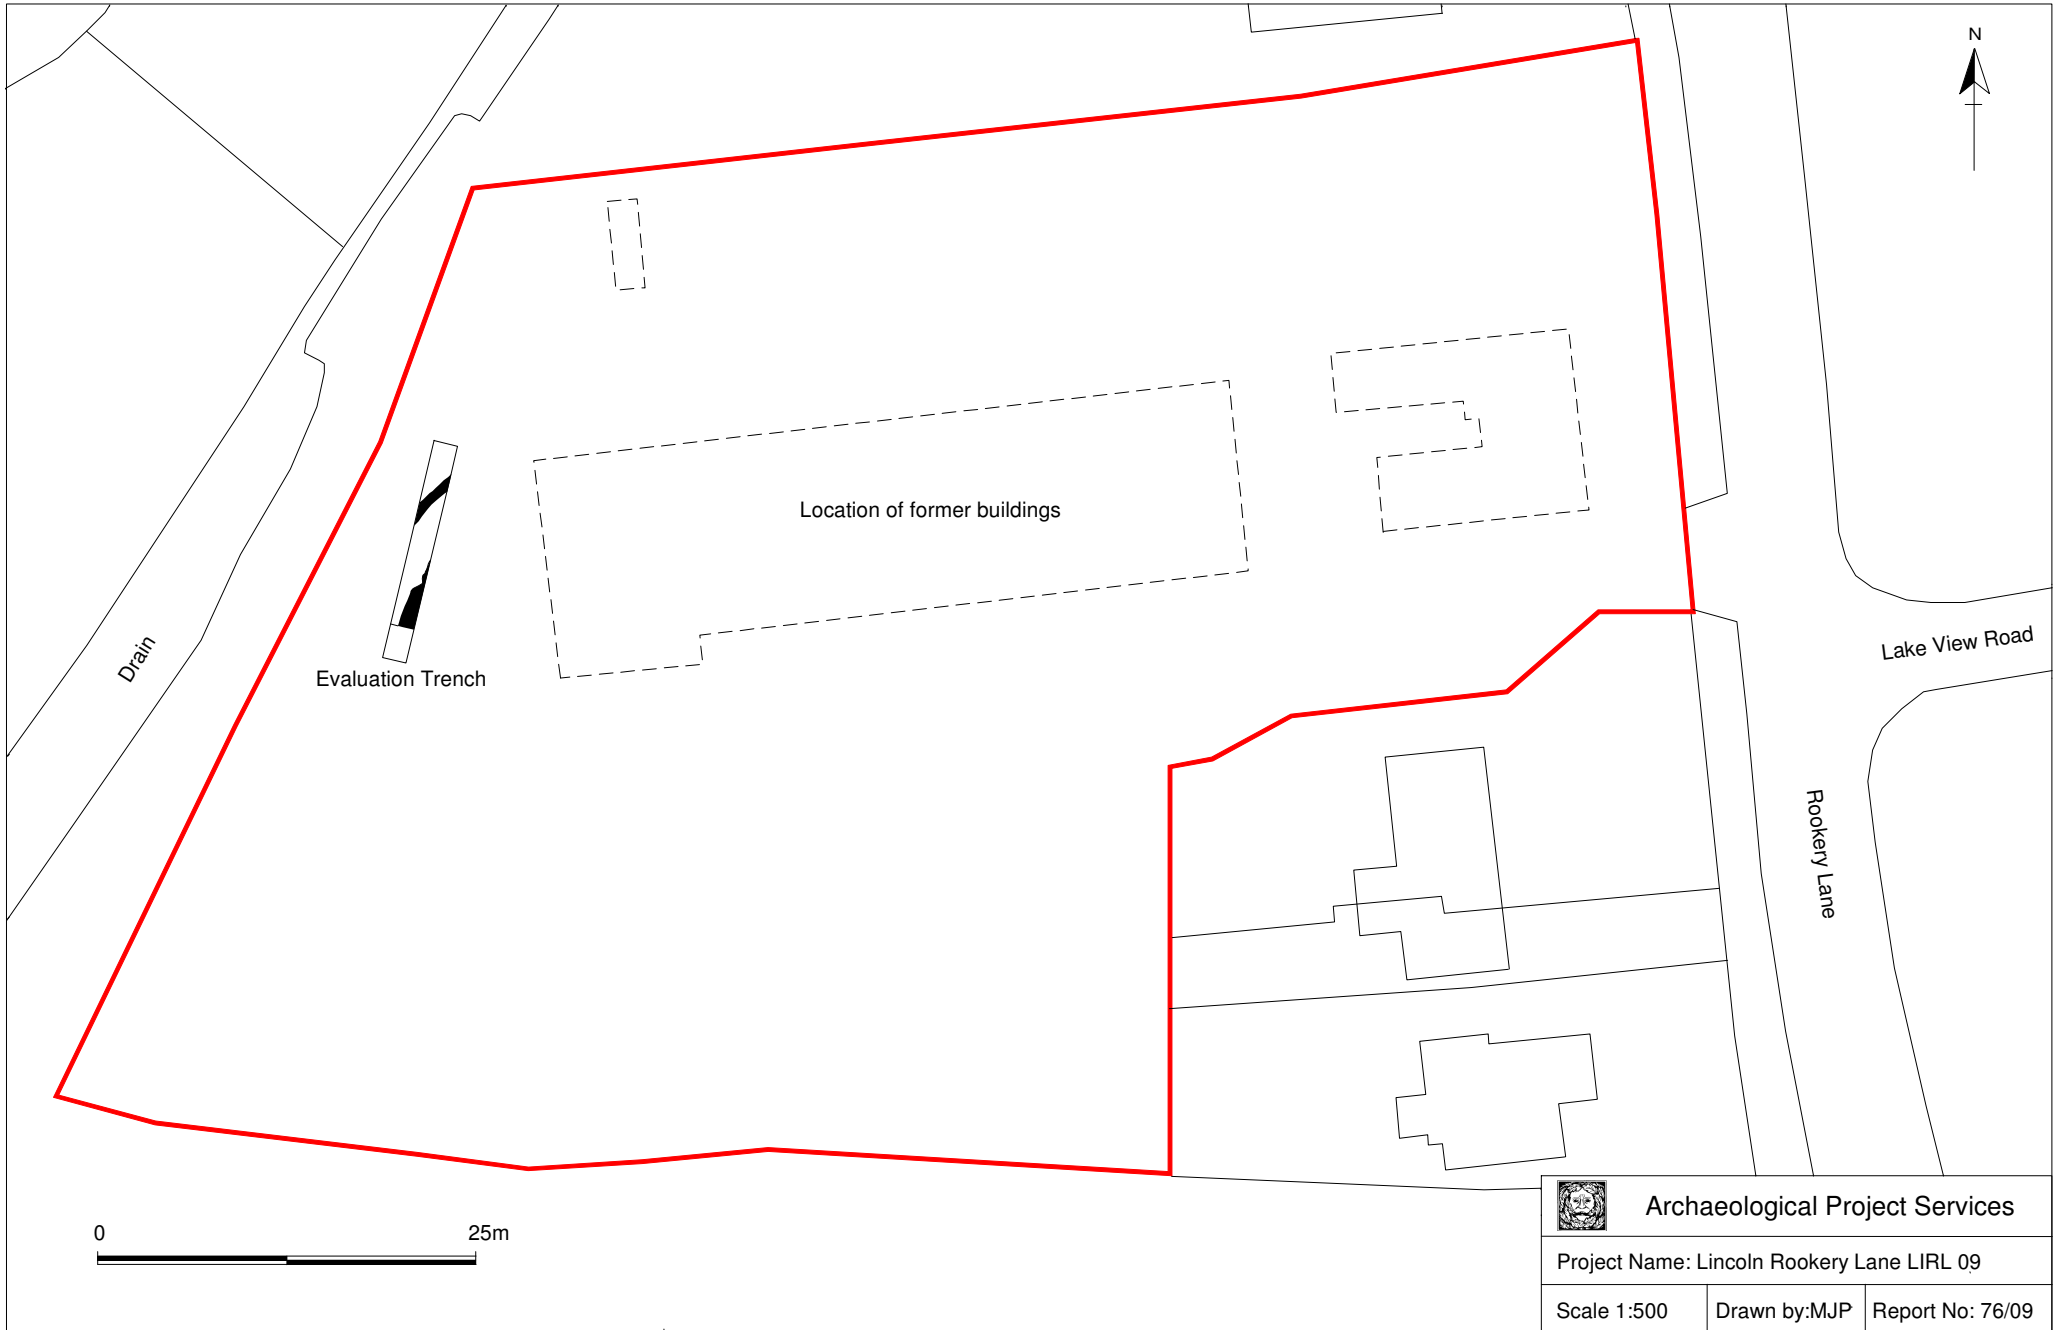 N
Location of former buildings
Drain
Evaluation Trench
Lake View Road
Rookery Lane
0 25m
Archaeological Project Services
Project Name: Lincoln Rookery Lane LIRL 09
Scale 1:500 Drawn by:MJP Report No: 76/09